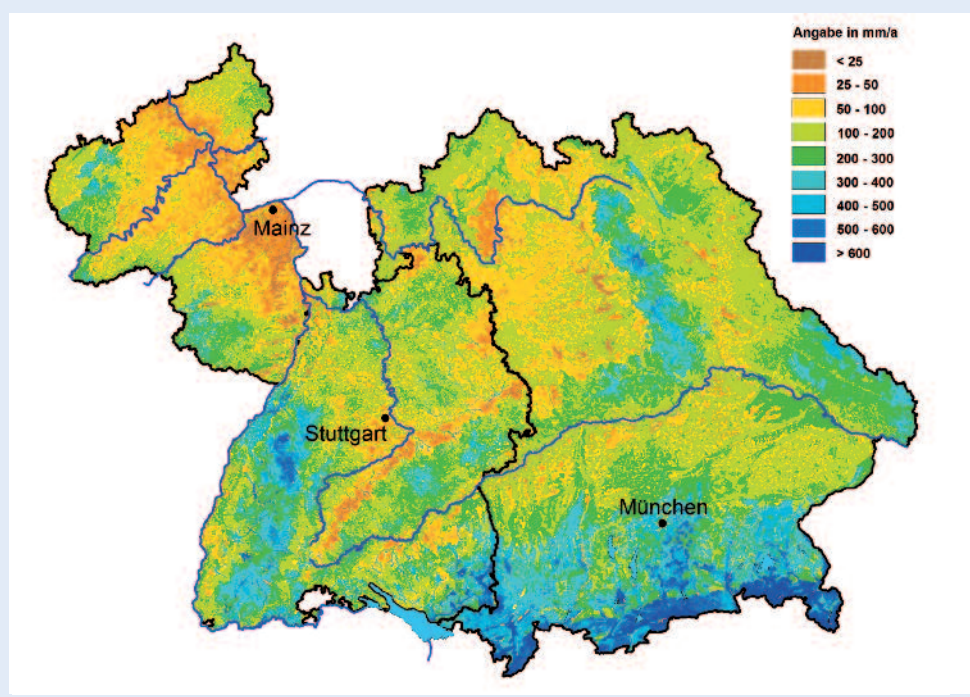 Angabe in mm/a
< 25
25 - 50
50 - 100
100 - 200
200 - 300
300 - 400
400 - 500
500 - 600
> 600
Mainz
Stuttgart
München